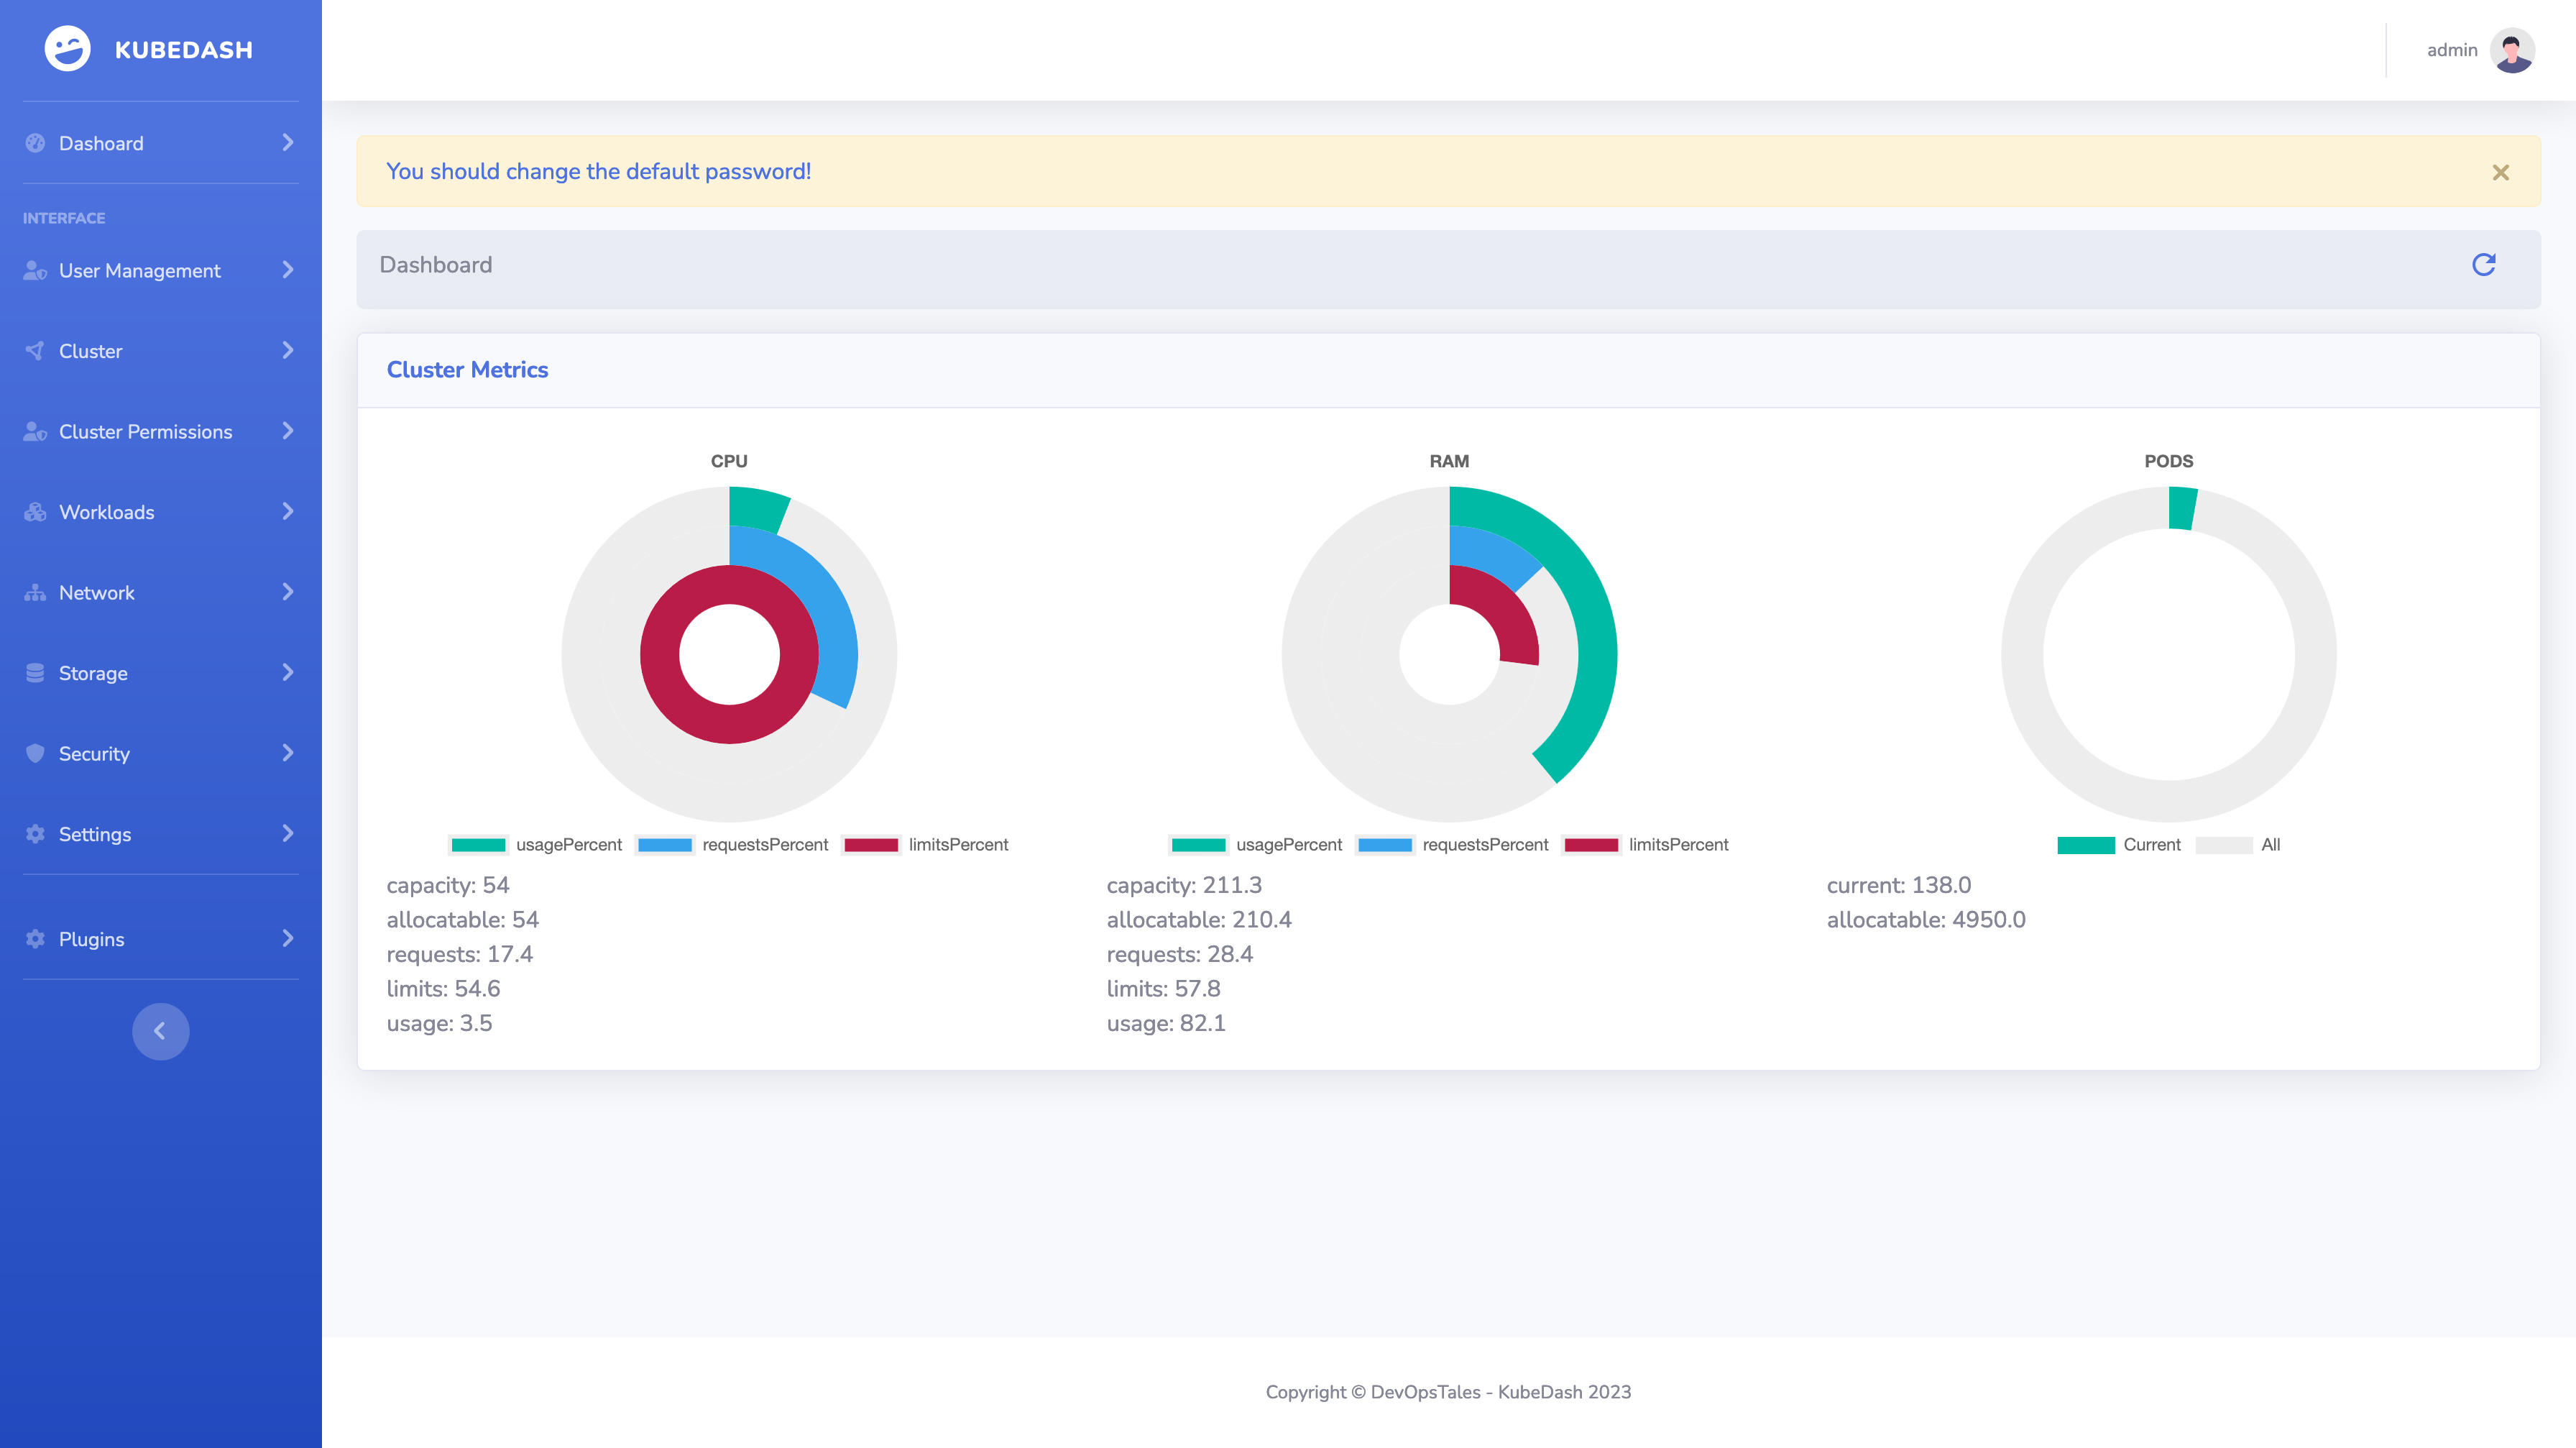 KUBEDASH
admin
Dashoard
INTERFACE
User Management
Cluster
Cluster Permissions
Workloads
Network
Storage
Security
Settings
Plugins
You should change the default password!
Dashboard
Cluster Metrics
CPU
usagePercent requestsPercent limitsPercent
capacity: 54
allocatable: 54
requests: 17.4
limits: 54.6
usage: 3.5
RAM
usagePercent requestsPercent limitsPercent
capacity: 211.3
allocatable: 210.4
requests: 28.4
limits: 57.8
usage: 82.1
PODS
Current All
current: 138.0
allocatable: 4950.0
Copyright © DevOpsTales - KubeDash 2023